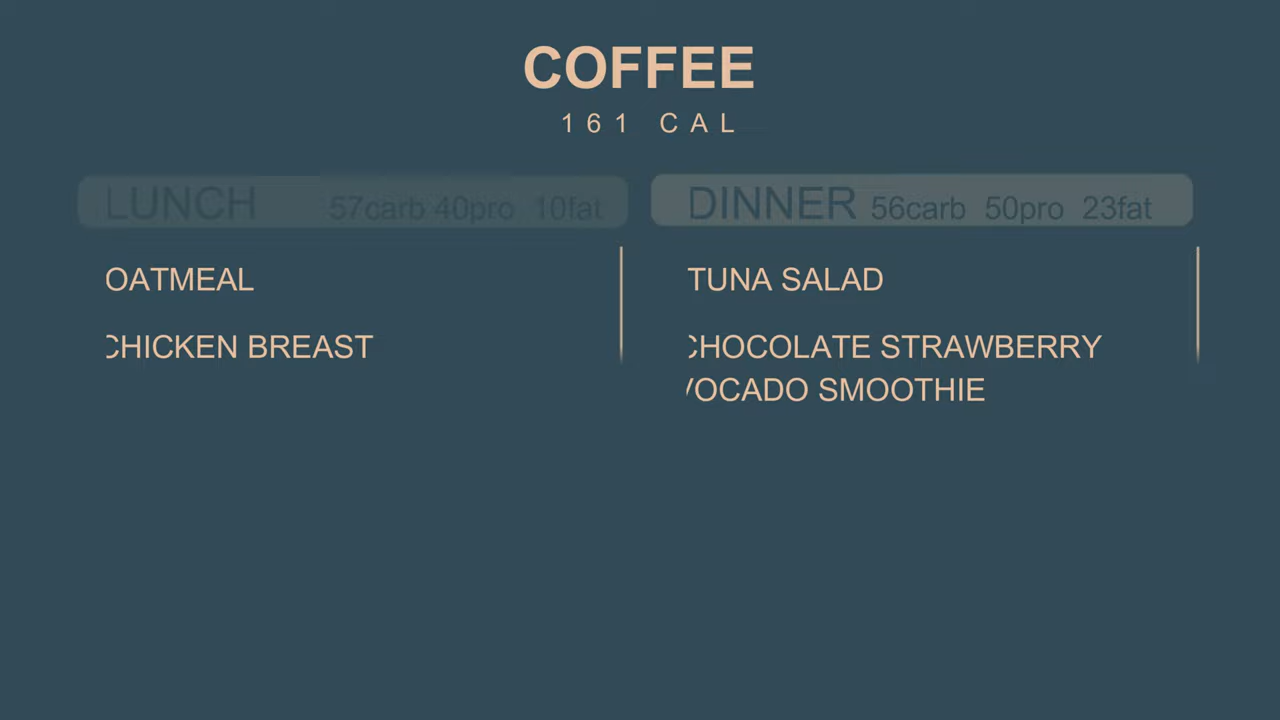 COFFEE
161 CAL
LUNCH 57carb 40pro 10fat
OATMEAL
CHICKEN BREAST
DINNER 56carb 50pro 23fat
TUNA SALAD
CHOCOLATE STRAWBERRY
VOCADO SMOOTHIE